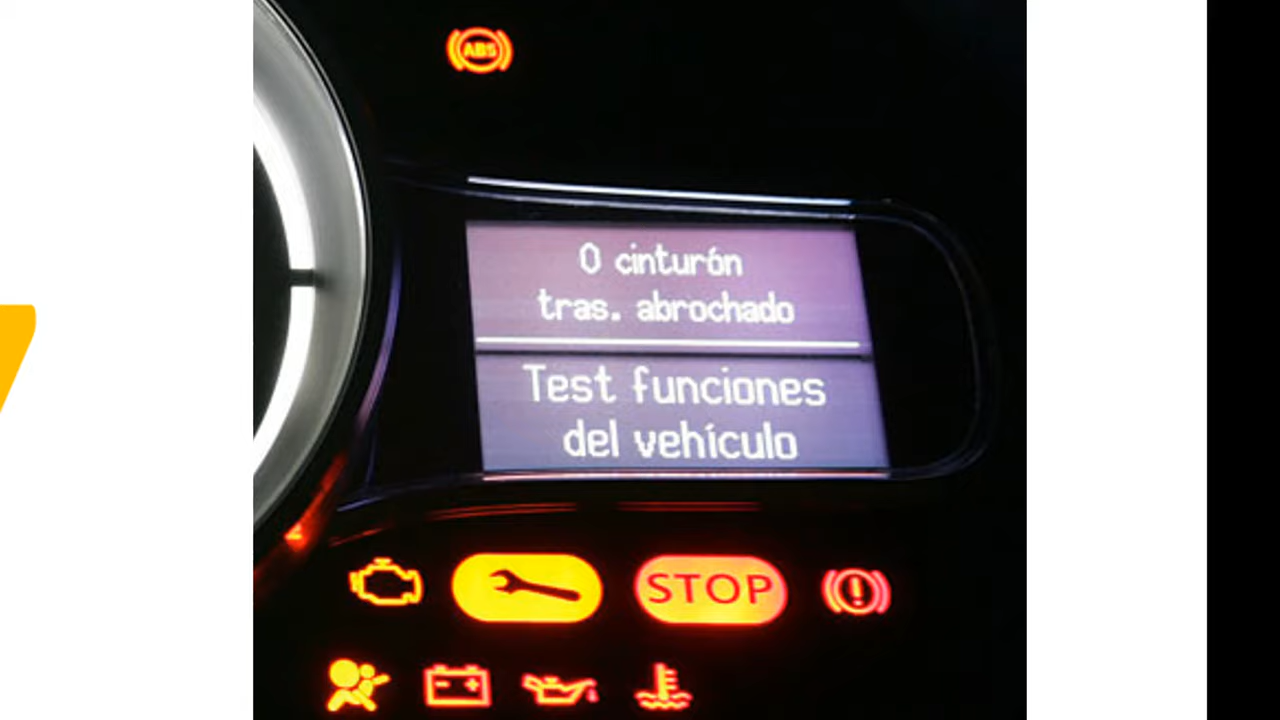 ABS
0 cinturón
tras. abrochado
Test funciones
del vehículo
STOP